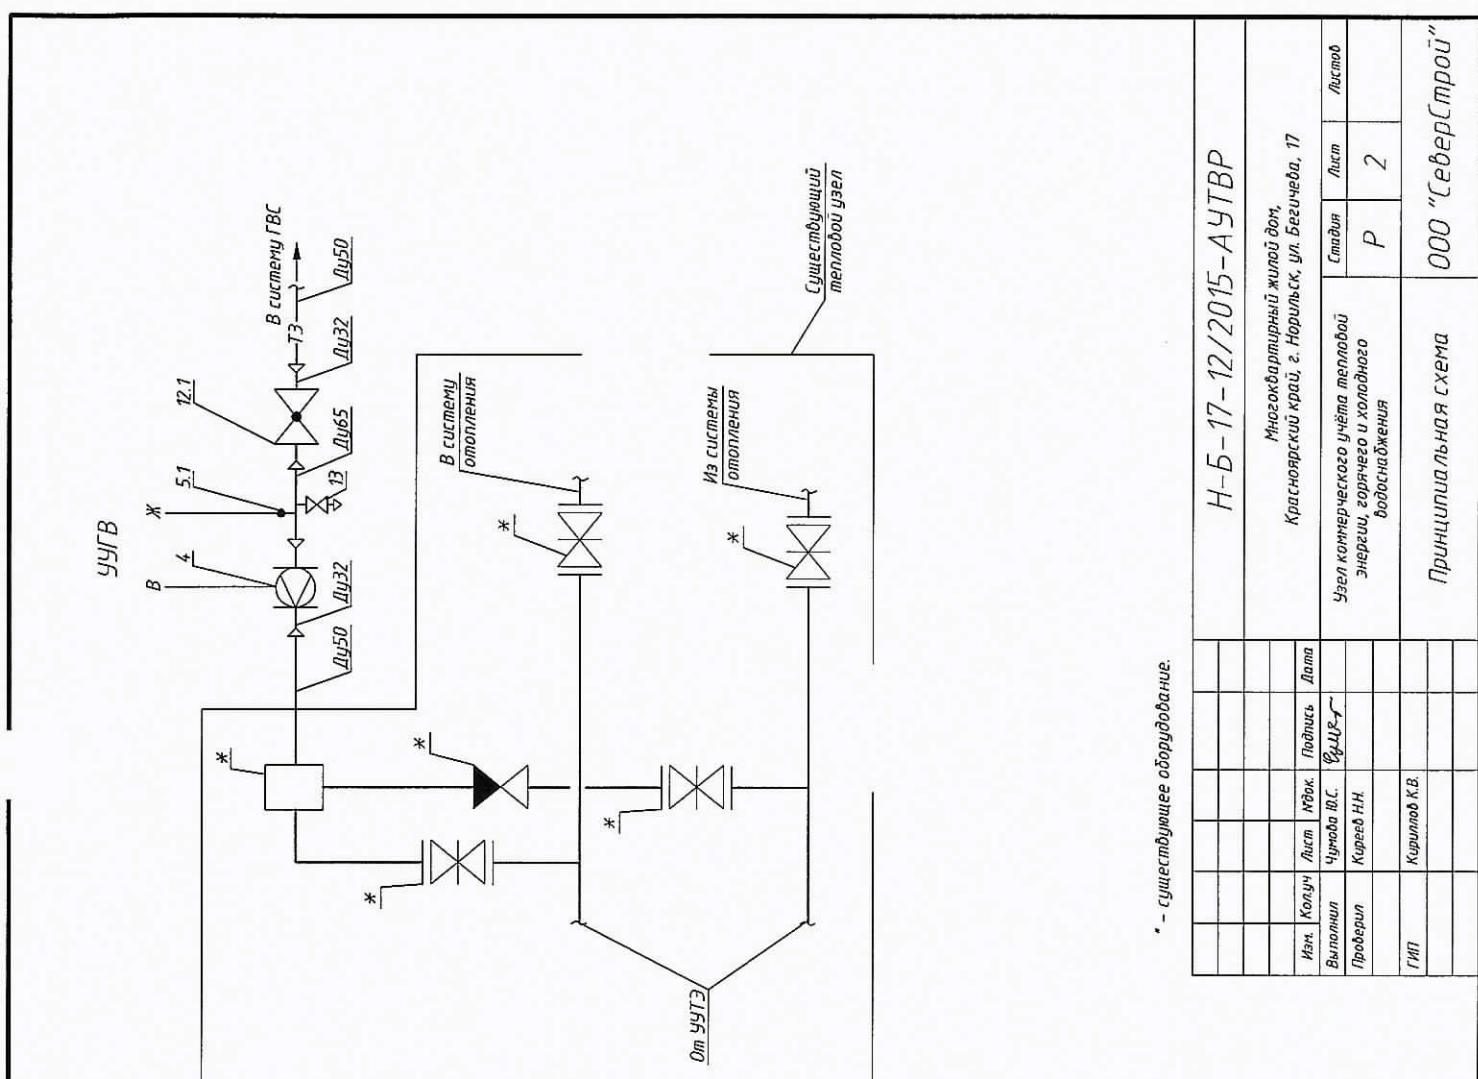 УУГВ
В
4
Ж
5.1
12.1
13
Ду50
Ду32
Ду65
Ду32
Ду50
Т3
В систему ГВС
*
*
*
*
*
*
В систему
отопления
Из системы
отопления
Существующий
тепловой узел
От УУТЭ
* - существующее оборудование.
Н-Б-17-12/2015-АУТВР
Многоквартирный жилой дом,
Красноярский край, г. Норильск, ул. Бегичева, 17
Изм. Кол.уч Лист №док. Подпись Дата
Выполнил Чумова Ю.С.
Проверил Киреев Н.Н.
ГИП Кириллов К.В.
Узел коммерческого учёта тепловой
энергии, горячего и холодного
водоснабжения
Стадия Лист Листов
Р 2
Принципиальная схема
ООО "СеверСтрой"